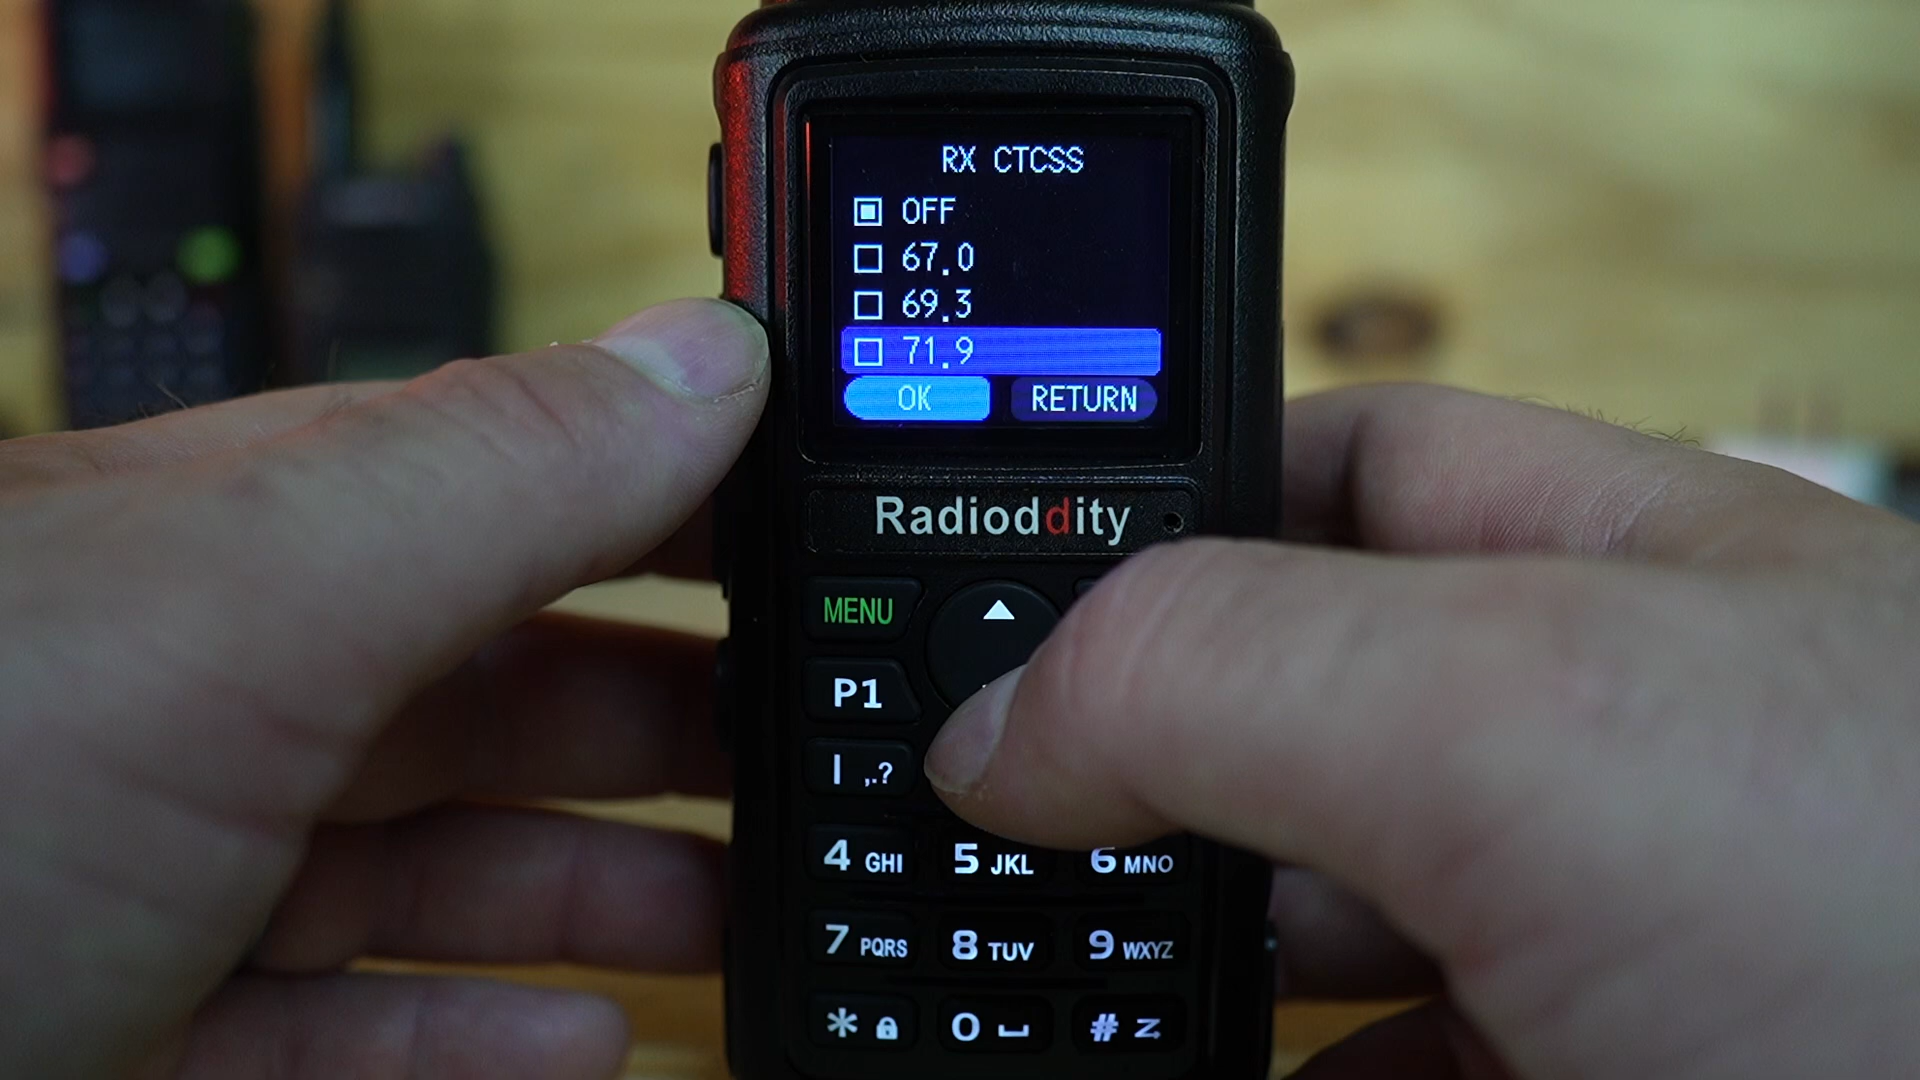 RX CTCSS
OFF
67.0
69.3
71.9
OK RETURN
Radioddity
MENU
P1
1 ,.?
4 GHI 5 JKL 6 MNO
7 PQRS 8 TUV 9 WXYZ
* 0 #